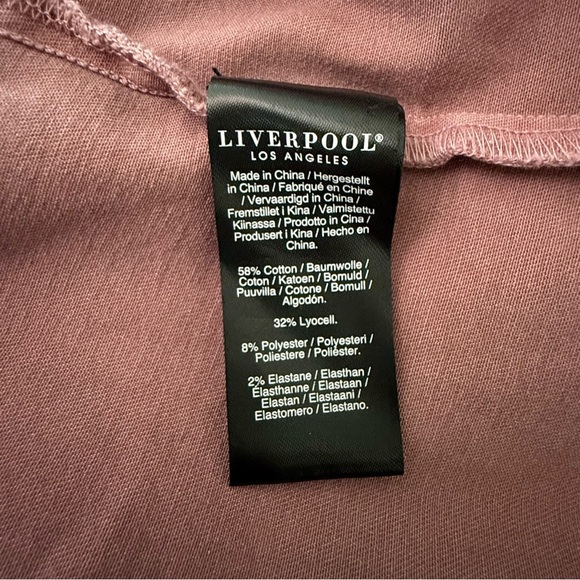 LIVERPOOL®
LOS ANGELES
Made in China / Hergestellt
in China / Fabriqué en Chine
/ Vervaardigd in China /
Fremstillet i Kina / Valmistettu
Kiinassa / Prodotto in Cina /
Produsert i Kina / Hecho en
China.
58% Cotton / Baumwolle /
Coton / Katoen / Bomuld /
Puuvilla / Cotone / Bomull /
Algodón.
32% Lyocell.
8% Polyester / Polyesteri /
Poliestere / Poliéster.
2% Elastane / Elasthan /
Élasthanne / Elastaan /
Elastan / Elastaani /
Elastomero / Elastano.